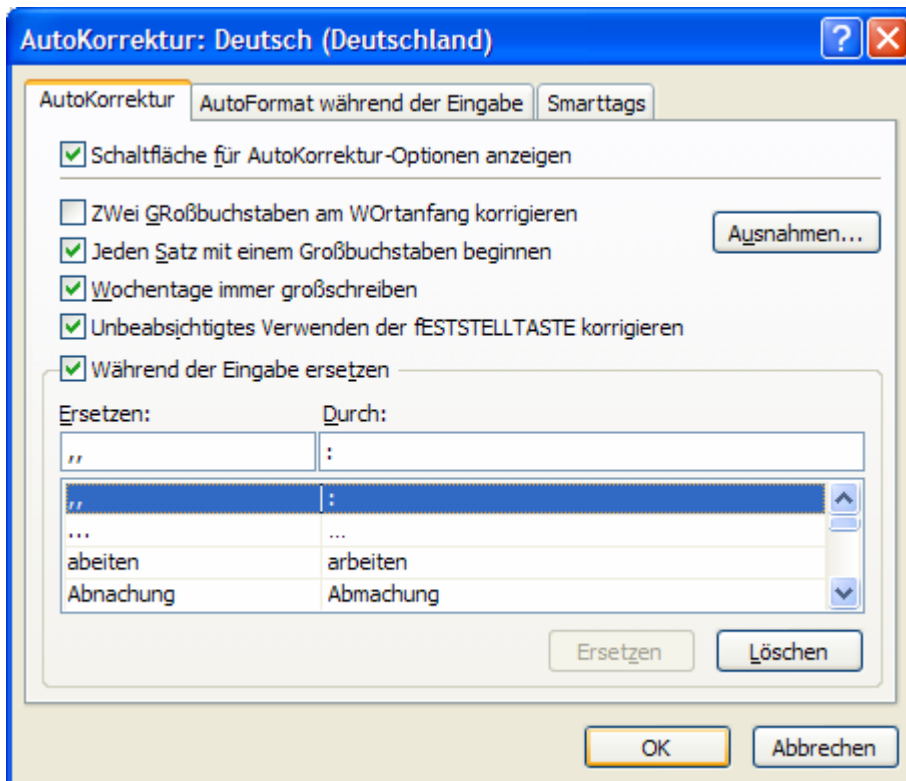 AutoKorrektur: Deutsch (Deutschland)
AutoKorrektur AutoFormat während der Eingabe Smarttags
Schaltfläche für AutoKorrektur-Optionen anzeigen
ZWei GRoßbuchstaben am WOrtanfang korrigieren
Ausnahmen...
Jeden Satz mit einem Großbuchstaben beginnen
Wochentage immer großschreiben
Unbeabsichtigtes Verwenden der fESTSTELLTASTE korrigieren
Während der Eingabe ersetzen
Ersetzen: Durch:
,, :
,, :
... …
abeiten arbeiten
Abnachung Abmachung
Ersetzen Löschen
OK Abbrechen